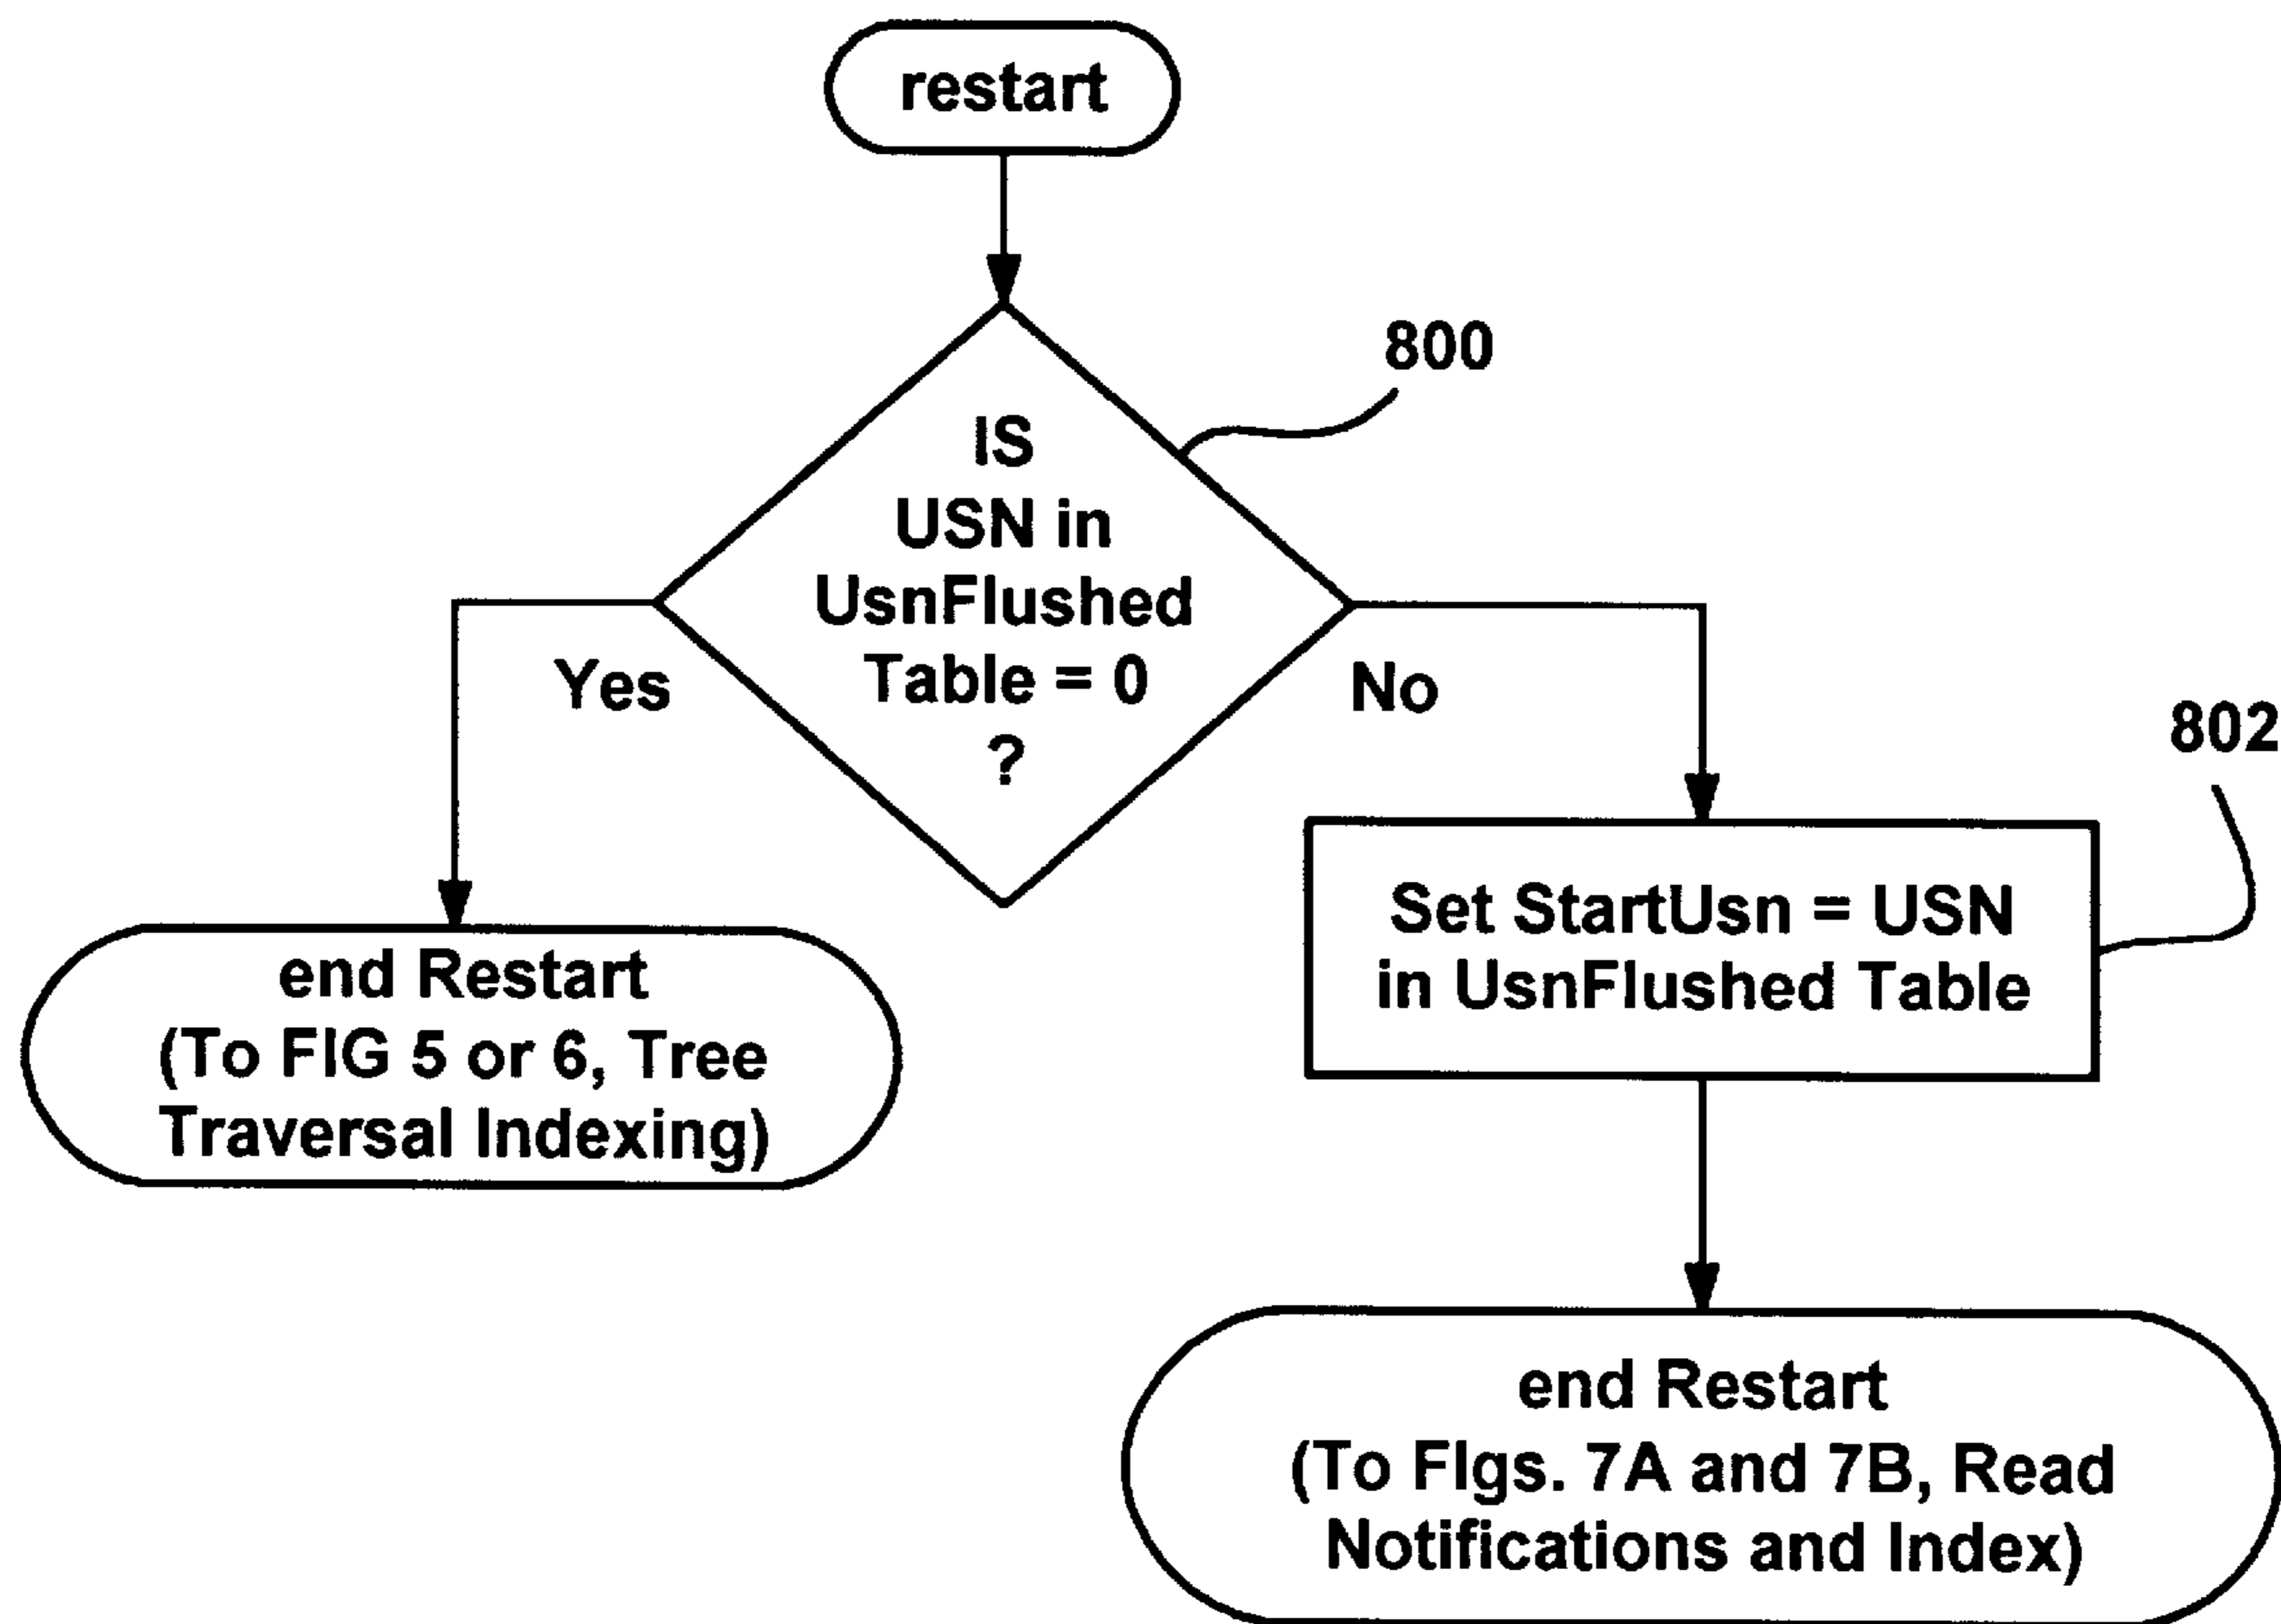 restart
800
IS
USN in
UsnFlushed
Table = 0
?
Yes
No
802
Set StartUsn = USN
in UsnFlushed Table
end Restart
(To FIG 5 or 6, Tree
Traversal Indexing)
end Restart
(To FIgs. 7A and 7B, Read
Notifications and Index)